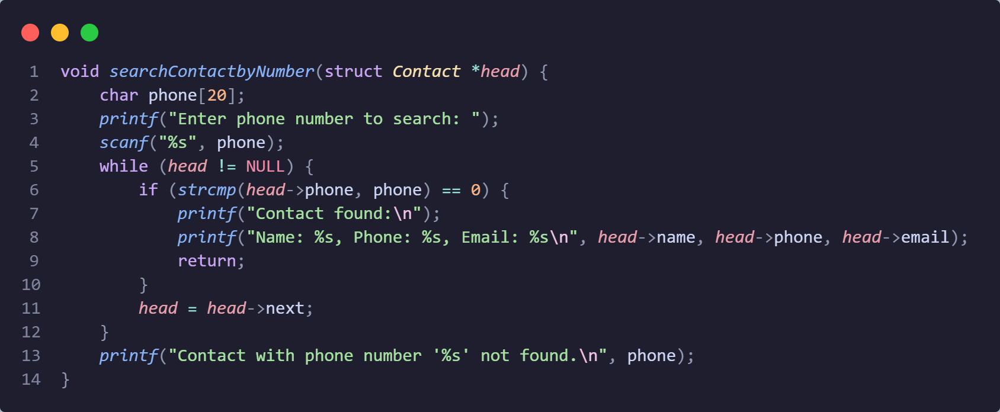 1 void searchContactbyNumber(struct Contact *head) {
2     char phone[20];
3     printf("Enter phone number to search: ");
4     scanf("%s", phone);
5     while (head != NULL) {
6         if (strcmp(head->phone, phone) == 0) {
7             printf("Contact found:\n");
8             printf("Name: %s, Phone: %s, Email: %s\n", head->name, head->phone, head->email);
9             return;
10         }
11         head = head->next;
12     }
13     printf("Contact with phone number '%s' not found.\n", phone);
14 }